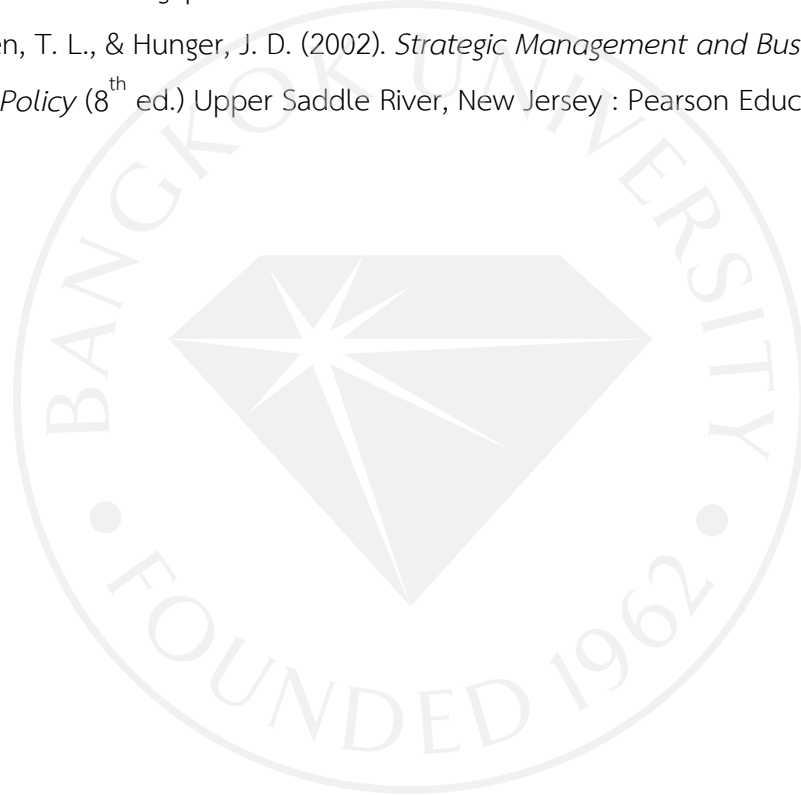 en, T. L., & Hunger, J. D. (2002). Strategic Management and Bus
Policy (8th ed.) Upper Saddle River, New Jersey : Pearson Educ
BANGKOK UNIVERSITY
• FOUNDED 1962 •